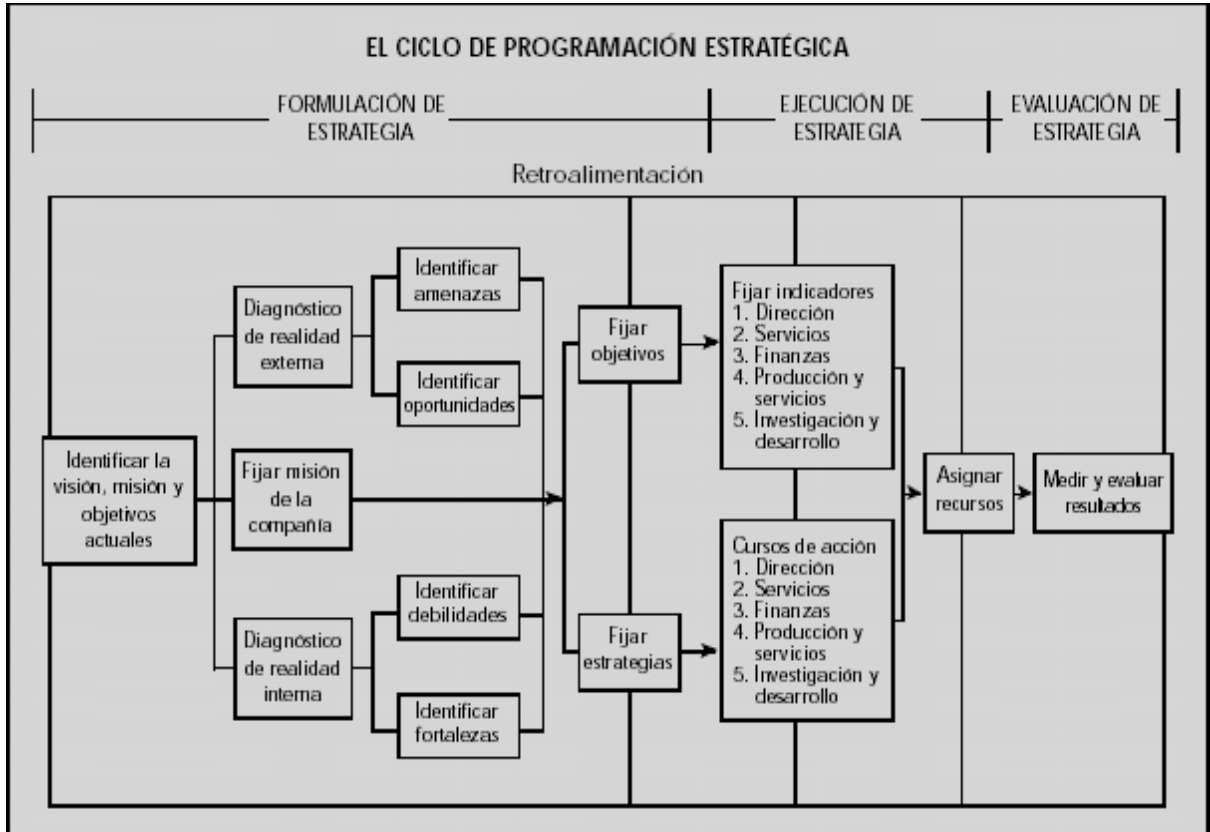 EL CICLO DE PROGRAMACIÓN ESTRATÉGICA
FORMULACIÓN DE
ESTRATEGIA
EJECUCIÓN DE
ESTRATEGIA
EVALUACIÓN DE
ESTRATEGIA
Retroalimentación
Identificar la
visión, misión y
objetivos
actuales
Diagnóstico
de realidad
externa
Identificar
amenazas
Identificar
oportunidades
Fijar misión
de la
compañía
Diagnóstico
de realidad
interna
Identificar
debilidades
Identificar
fortalezas
Fijar
objetivos
Fijar
estrategias
Fijar indicadores
1. Dirección
2. Servicios
3. Finanzas
4. Producción y
servicios
5. Investigación y
desarrollo
Cursos de acción
1. Dirección
2. Servicios
3. Finanzas
4. Producción y
servicios
5. Investigación y
desarrollo
Asignar
recursos
Medir y evaluar
resultados